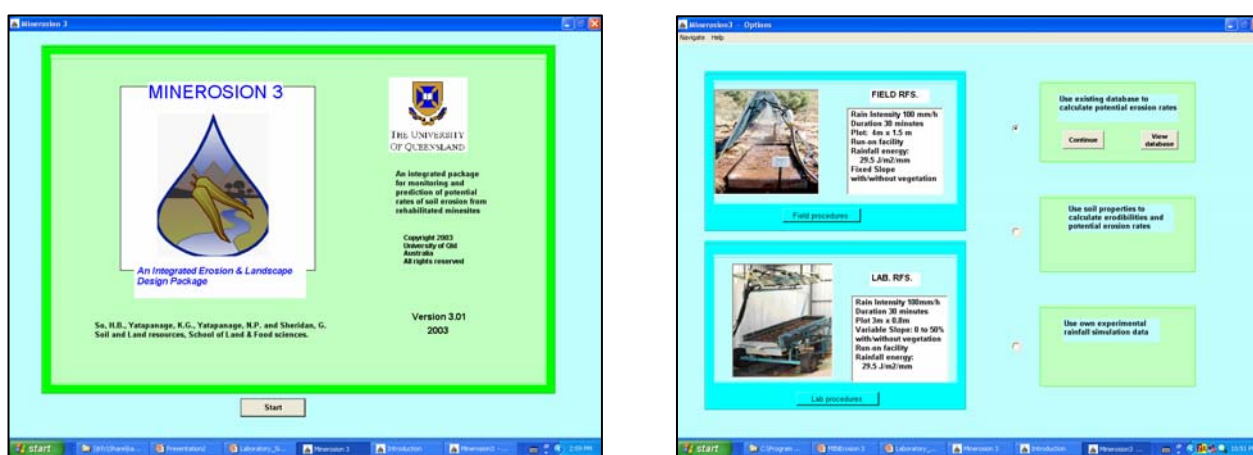 Minerosion 3
MINEROSION 3
An Integrated Erosion & Landscape
Design Package
THE UNIVERSITY
OF QUEENSLAND
An integrated package
for monitoring and
prediction of potential
rates of soil erosion from
rehabilitated minesites
Copyright 2003
University of Qld
Australia
All rights reserved
Version 3.01
2003
So, H.B., Yatapanage, K.G., Yatapanage, N.P. and Sheridan, G.
Soil and Land resources, School of Land & Food sciences.
Start
start
Presentation2
Minerosion 3
Introduction
2:59 PM
Minerosion3 - Options
Navigate Help
FIELD RFS.
Rain Intensity 100 mm/h
Duration 30 minutes
Plot: 4m x 1.5 m
Run-on facility
Rainfall energy:
29.5 J/m2/mm
Fixed Slope
with/without vegetation
Field procedures
LAB. RFS.
Rain Intensity 100mm/h
Duration 30 minutes
Plot 3m x 0.8m
Variable Slope: 0 to 50%
with/without vegetation
Run-on facility
Rainfall energy:
29.5 J/m2/mm
Lab procedures
Use existing database to
calculate potential erosion rates
Continue
View
database
Use soil properties to
calculate erodibilities and
potential erosion rates
Use own experimental
rainfall simulation data
start
C:\Program ...
MINErosion 3
Minerosion 3
Introduction